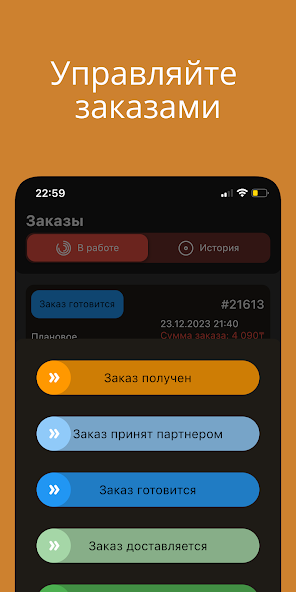 Управляйте
заказами
22:59
Заказы
В работе
История
Заказ готовится
#21613
23.12.2023 21:40
Плановое
Сумма заказа: 4 090₸
Заказ получен
Заказ принят партнером
Заказ готовится
Заказ доставляется